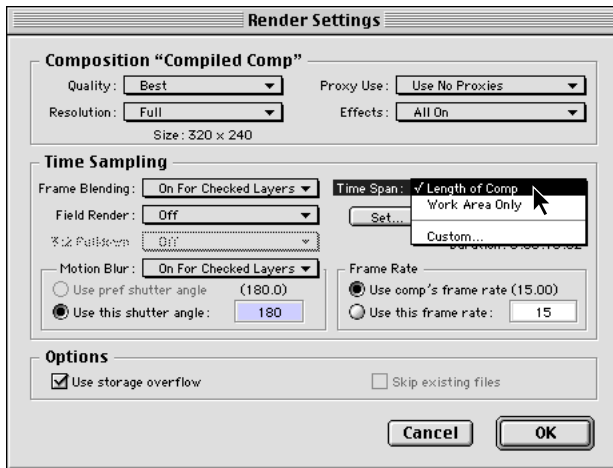 Render Settings
Composition “Compiled Comp”
Quality: Best
Proxy Use: Use No Proxies
Resolution: Full
Effects: All On
Size: 320 x 240
Time Sampling
Frame Blending: On For Checked Layers
Time Span: ✓ Length of Comp
Work Area Only
Custom...
Field Render: Off
Set...
3:2 Pulldown: Off
Motion Blur: On For Checked Layers
Use pref shutter angle (180.0)
Use this shutter angle: 180
Frame Rate
Use comp's frame rate (15.00)
Use this frame rate: 15
Options
Use storage overflow
Skip existing files
Cancel
OK